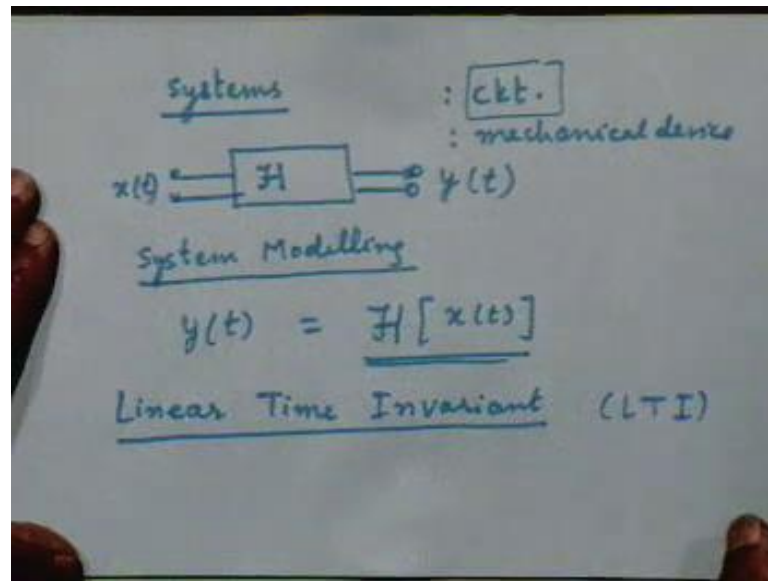 Systems : ckt.
: mechanical device
x(t) H y(t)
System Modelling
y(t) = H[x(t)]
Linear Time Invariant (LTI)